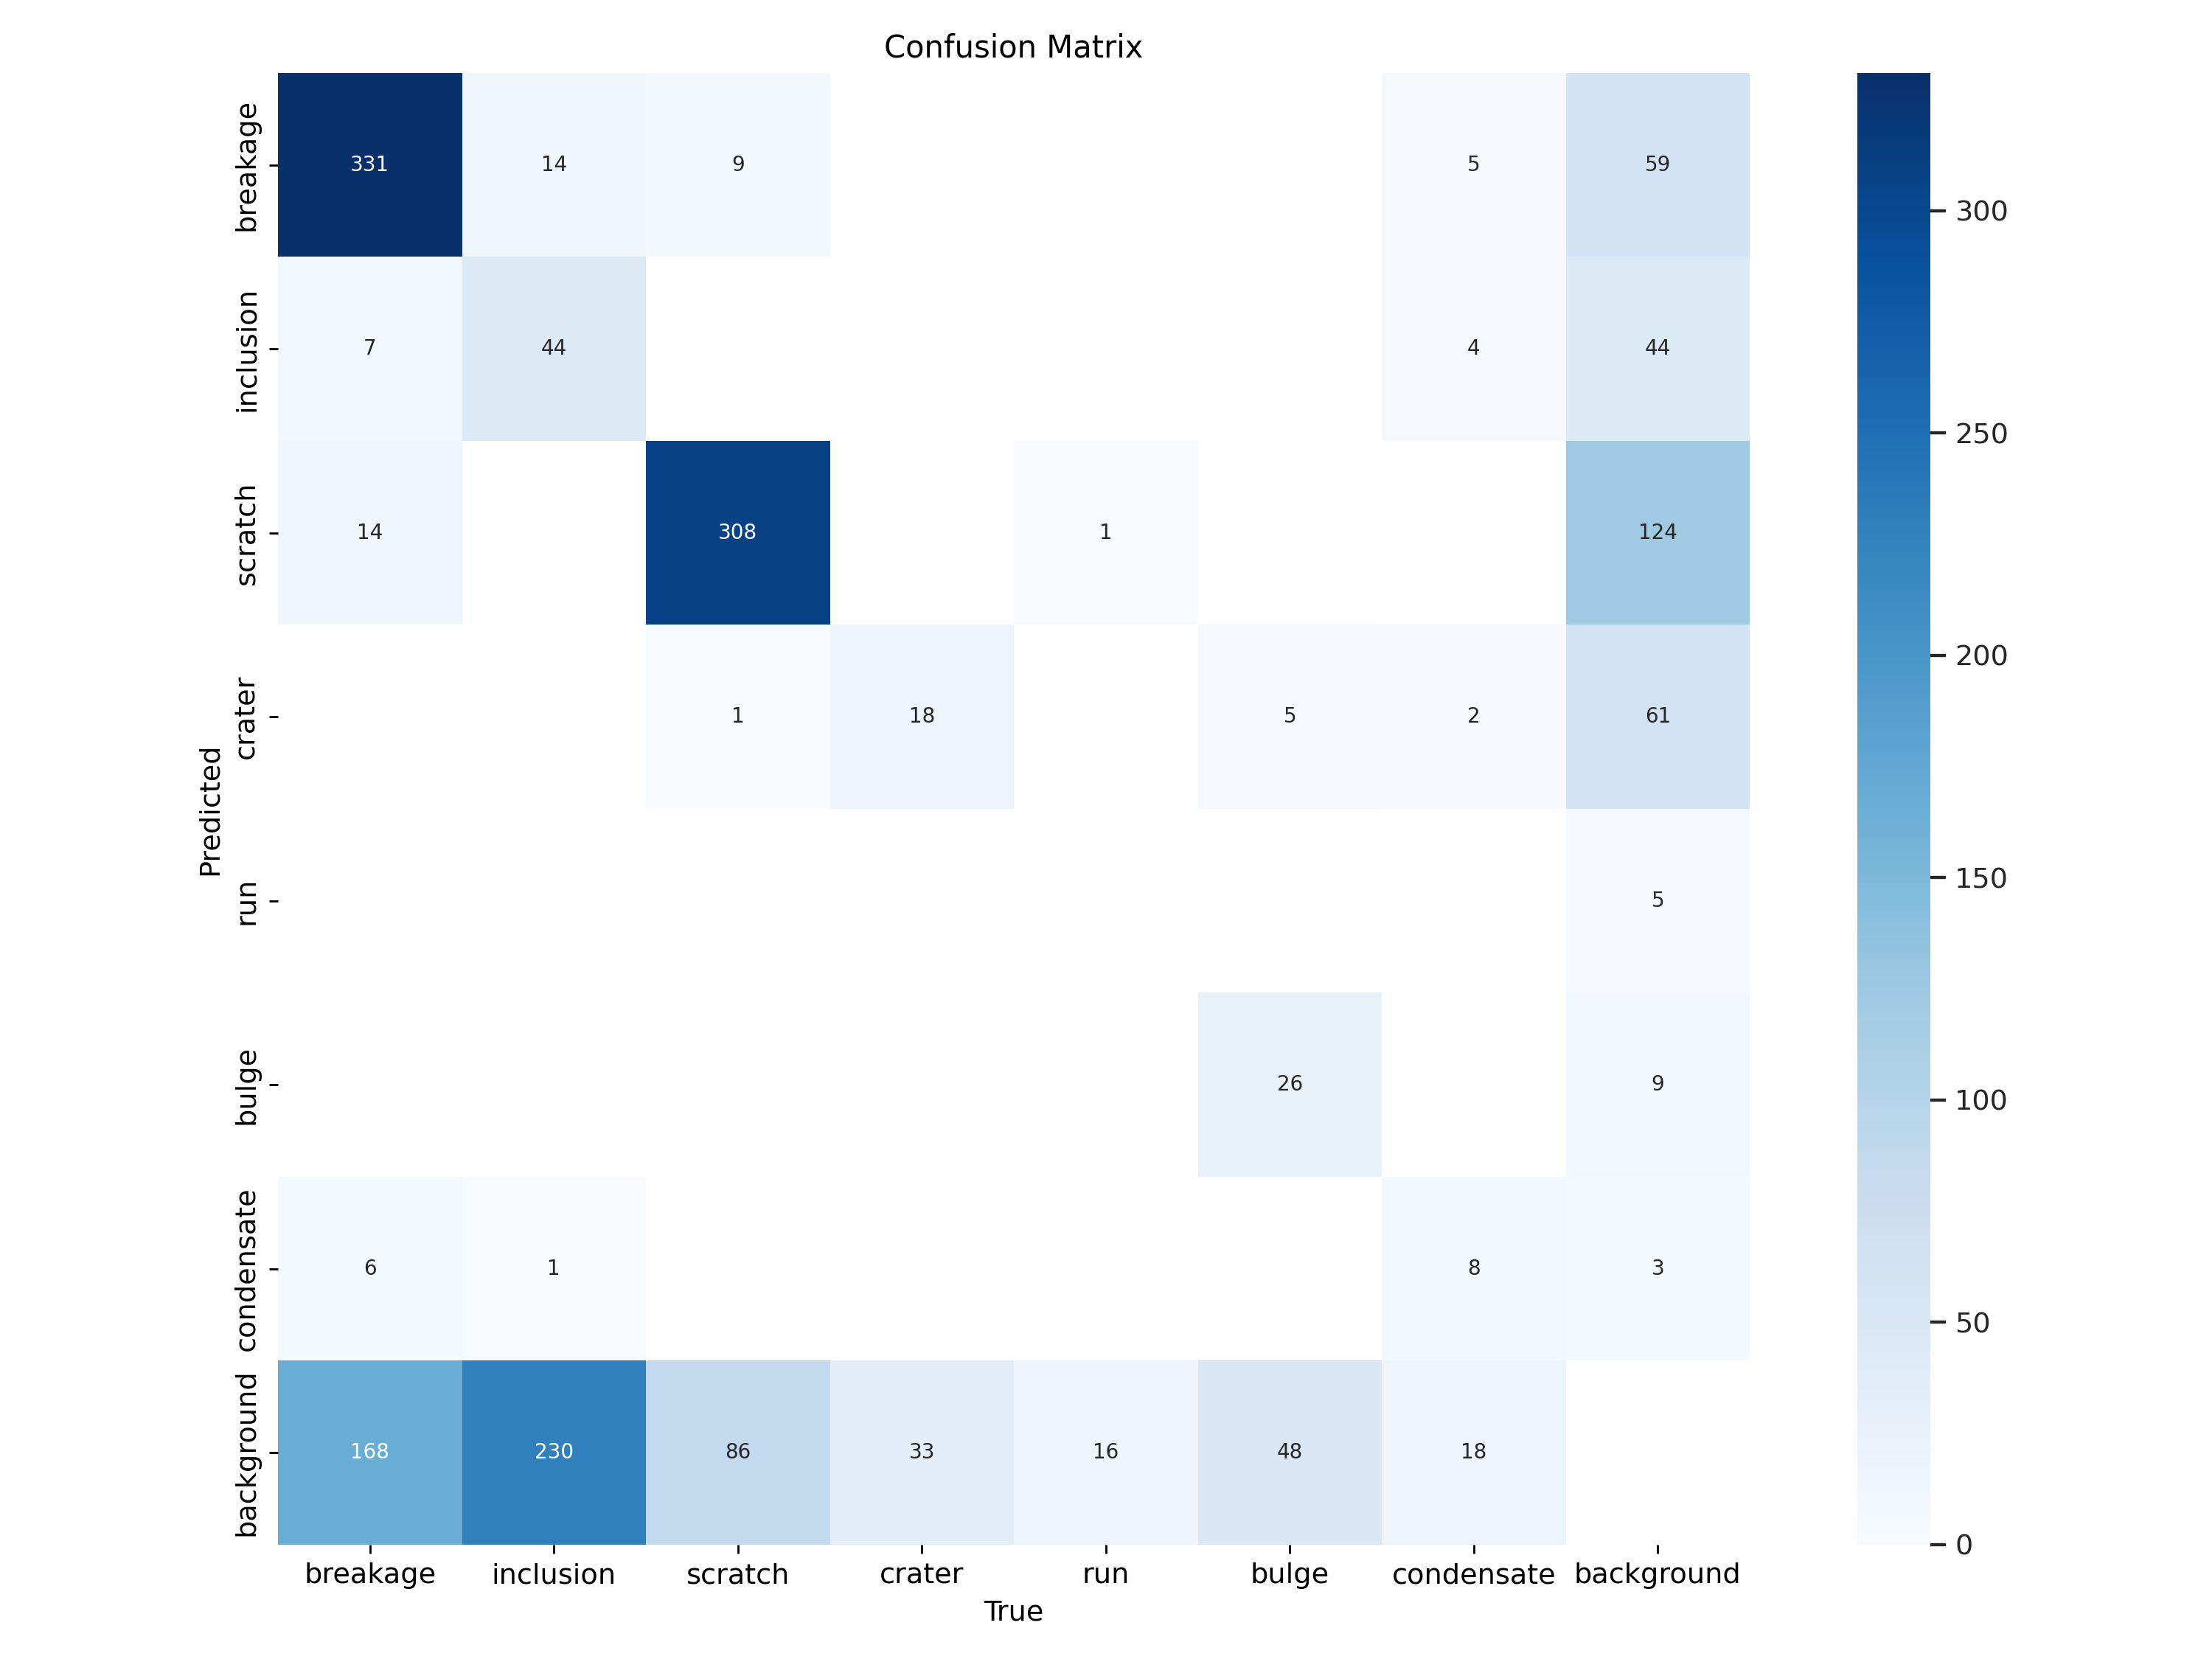 Confusion Matrix
breakage 331 14 9 5 59
inclusion 7 44 4 44
scratch 14 308 1 124
crater 1 18 5 2 61
run 5
bulge 26 9
condensate 6 1 8 3
background 168 230 86 33 16 48 18
breakage inclusion scratch crater run bulge condensate background
True
Predicted
300
250
200
150
100
50
0